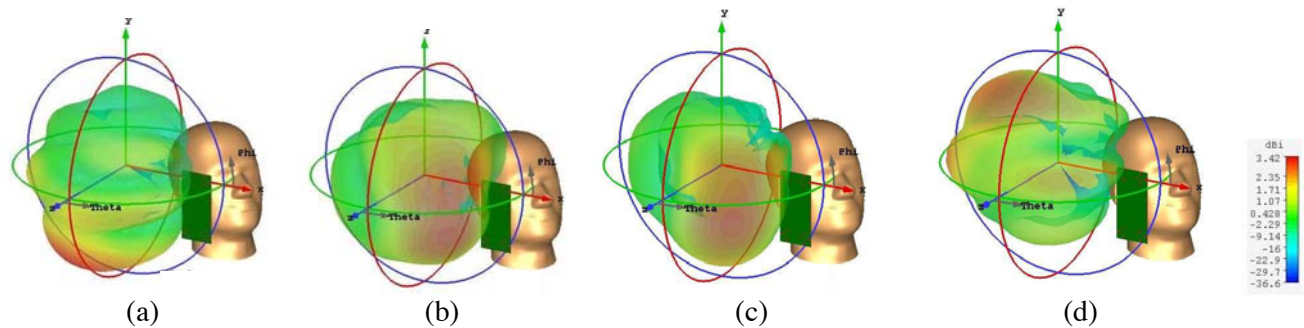 Y
Phi
x
z
Theta
(a)
Phi
x
z
Theta
(b)
y
Phi
x
z
Theta
(c)
y
Phi
x
z
Theta
(d)
dBi
3.42
2.35
1.71
1.07
0.428
-2.29
-9.14
-16
-22.9
-29.7
-36.6